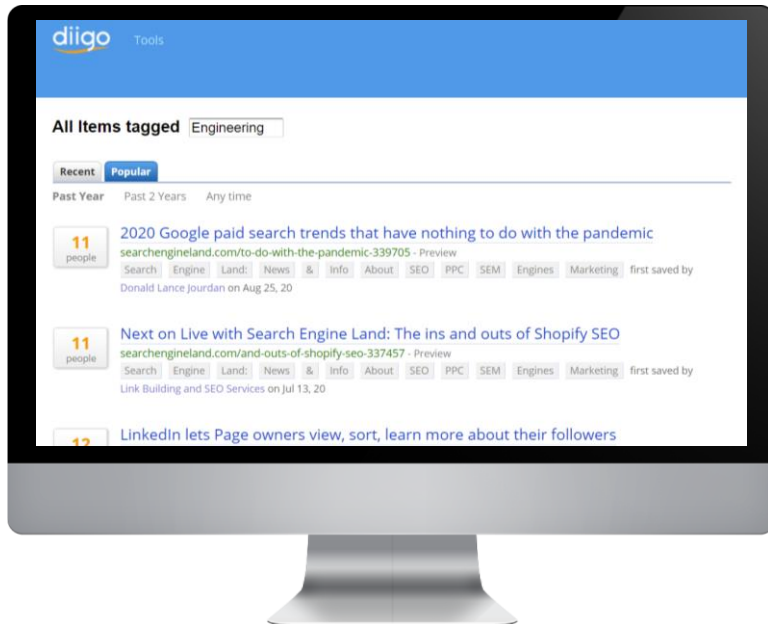 diigo Tools
All Items tagged Engineering
Recent Popular
Past Year Past 2 Years Any time
11 people
2020 Google paid search trends that have nothing to do with the pandemic
searchengineland.com/to-do-with-the-pandemic-339705 - Preview
Search Engine Land: News & Info About SEO PPC SEM Engines Marketing first saved by
Donald Lance Jourdan on Aug 25, 20
11 people
Next on Live with Search Engine Land: The ins and outs of Shopify SEO
searchengineland.com/and-outs-of-shopify-seo-337457 - Preview
Search Engine Land: News & Info About SEO PPC SEM Engines Marketing first saved by
Link Building and SEO Services on Jul 13, 20
12
LinkedIn lets Page owners view, sort, learn more about their followers